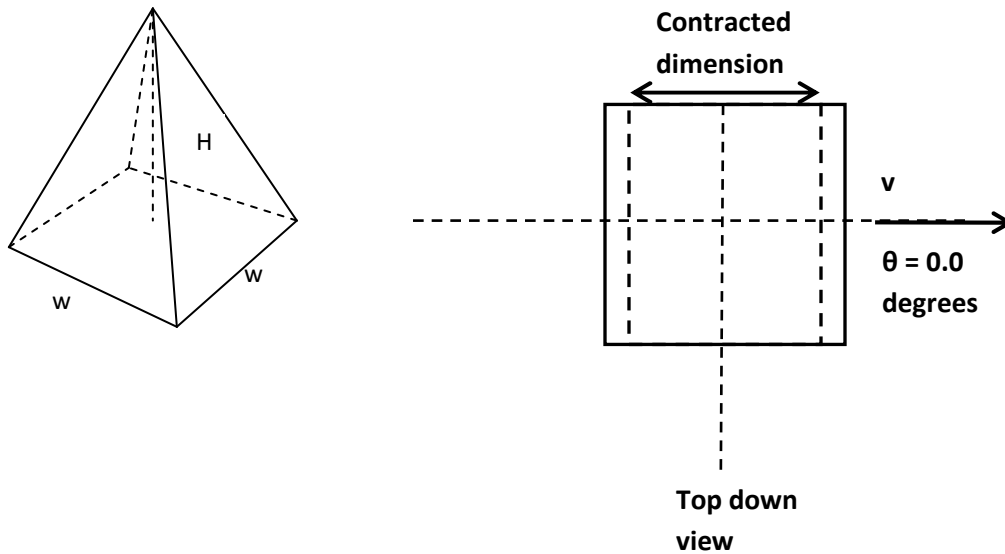 H
w
w
Contracted
dimension
v
θ = 0.0
degrees
Top down
view